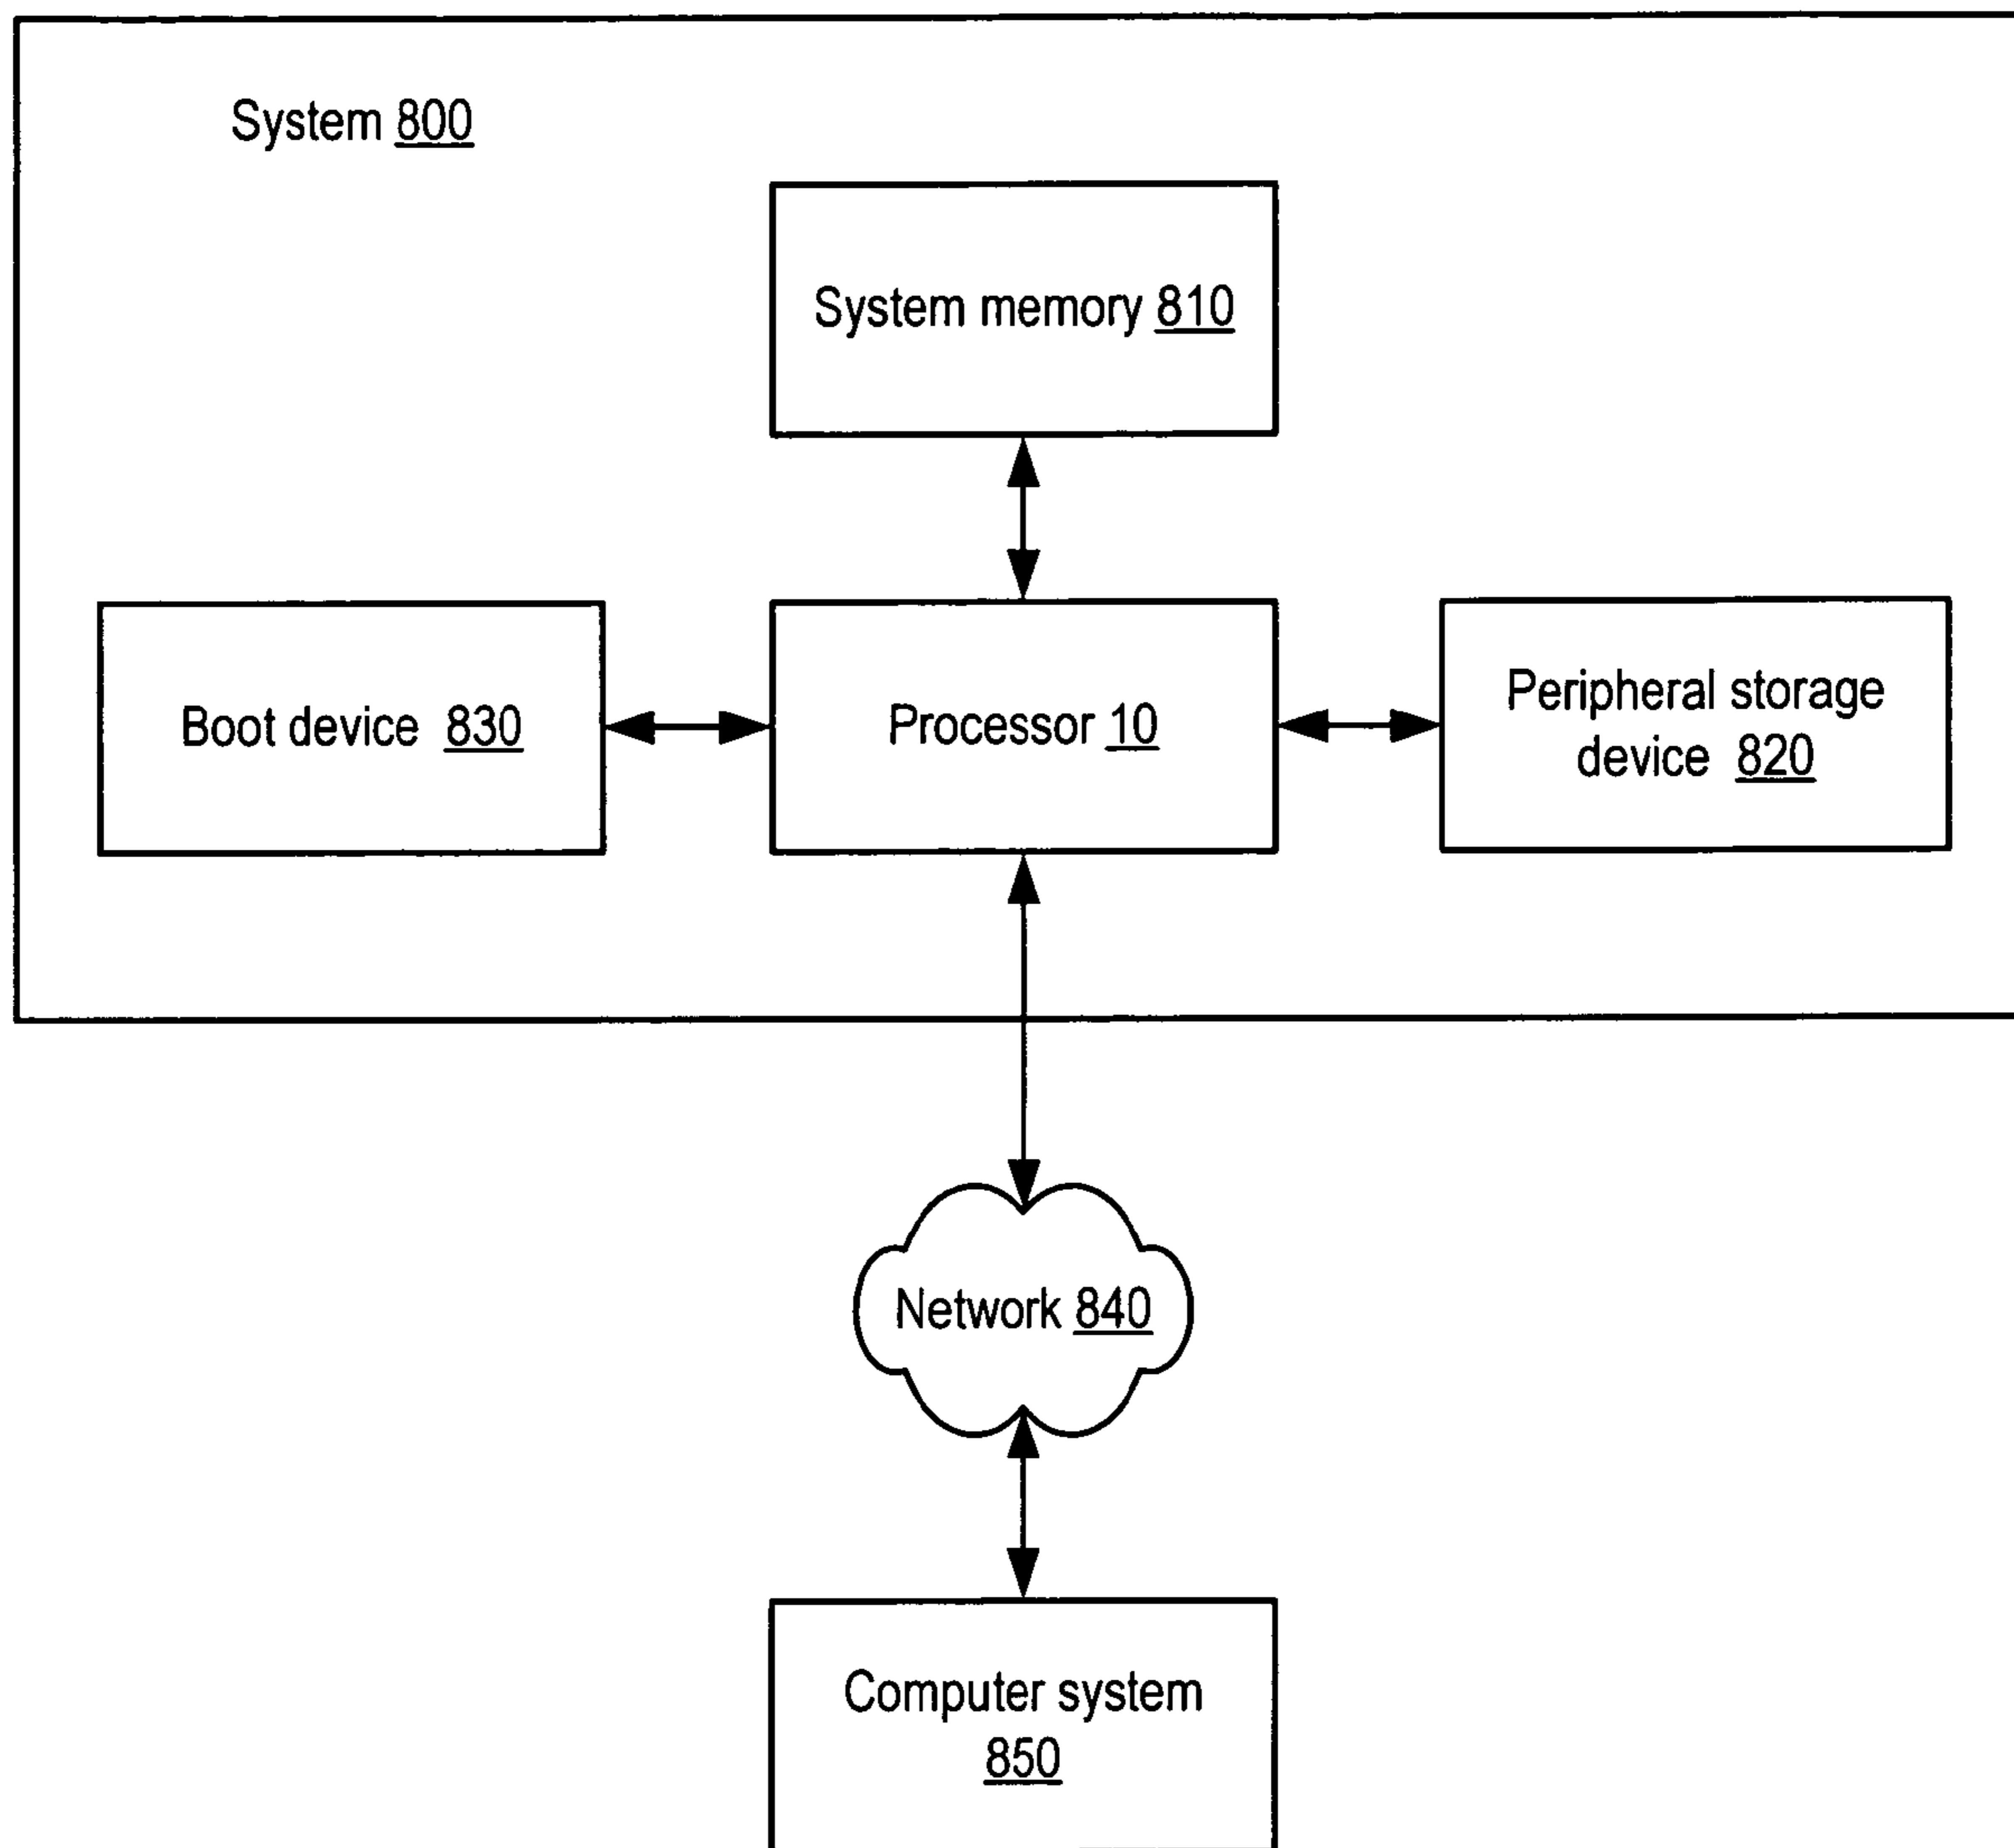 System 800
System memory 810
Boot device 830
Processor 10
Peripheral storage
device 820
Network 840
Computer system
850